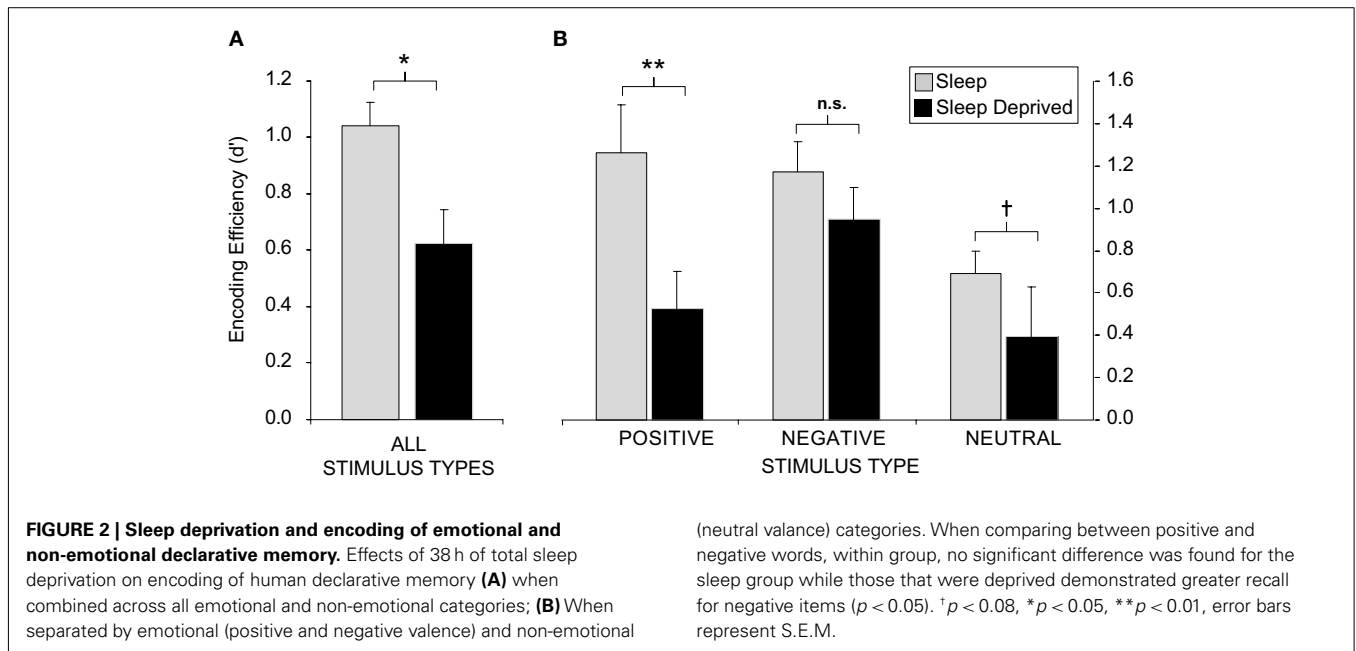 A
B
*
**
n.s.
†
Sleep
Sleep Deprived
1.2
1.0
0.8
0.6
0.4
0.2
0.0
Encoding Efficiency (d')
1.6
1.4
1.2
1.0
0.8
0.6
0.4
0.2
0.0
ALL
STIMULUS TYPES
POSITIVE
NEGATIVE
NEUTRAL
STIMULUS TYPE
FIGURE 2 | Sleep deprivation and encoding of emotional and
non-emotional declarative memory. Effects of 38 h of total sleep
deprivation on encoding of human declarative memory (A) when
combined across all emotional and non-emotional categories; (B) When
separated by emotional (positive and negative valence) and non-emotional
(neutral valance) categories. When comparing between positive and
negative words, within group, no significant difference was found for the
sleep group while those that were deprived demonstrated greater recall
for negative items (p < 0.05). †p < 0.08, *p < 0.05, **p < 0.01, error bars
represent S.E.M.